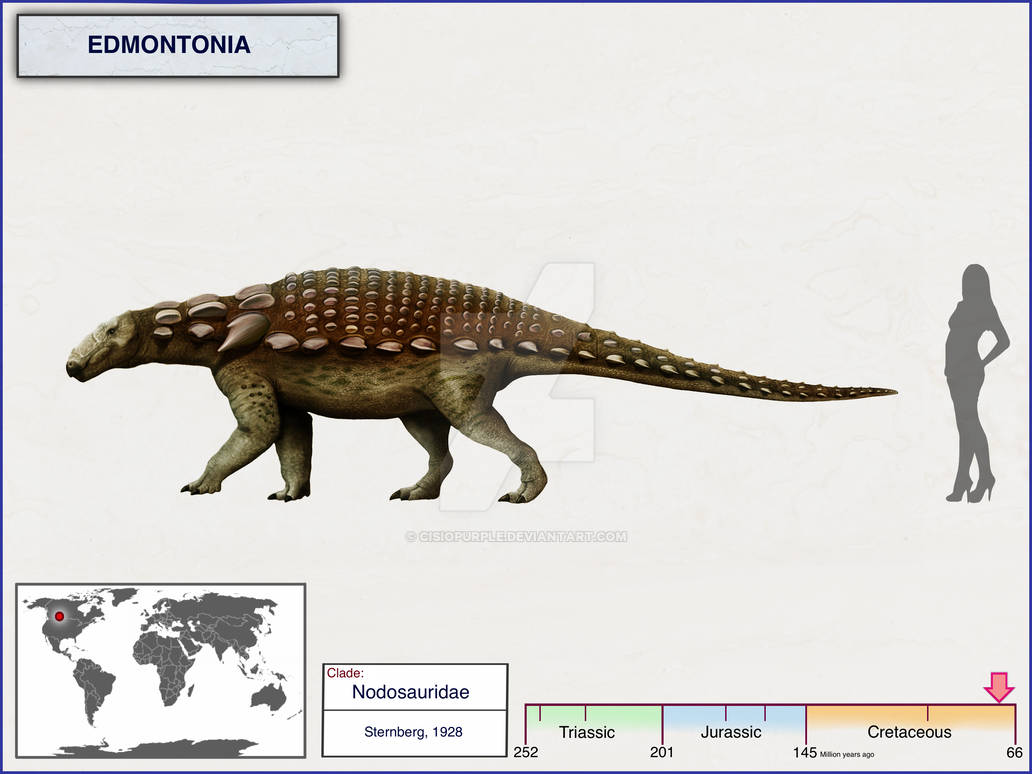 EDMONTONIA
© CISIOPURPLE.DEVIANTART.COM
Clade:
Nodosauridae
Sternberg, 1928
Triassic Jurassic Cretaceous
252 201 145 Million years ago 66